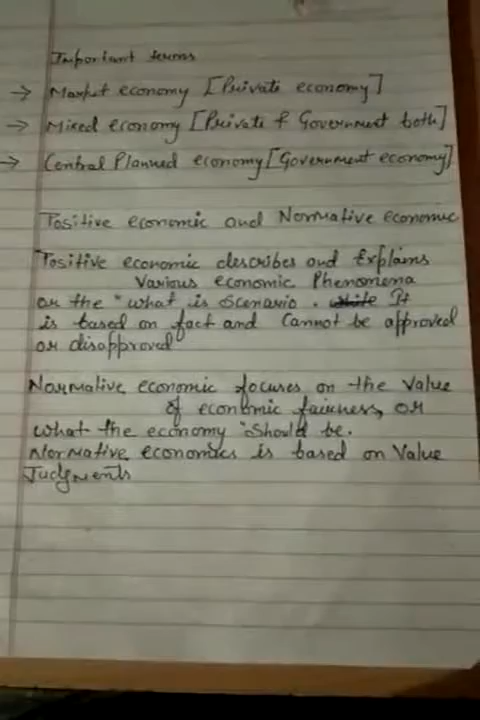 Important terms
→ Market economy [Private economy]
→ Mixed economy [Private & Government both]
→ Central Planned economy [Government economy]
Positive economic and Normative Economic
Positive economic describes and Explains
Various economic Phenomena
or the "what is Scenario. While It
is based on fact and Cannot be approved
or disapproved
Normative economic focuses on the Value
of economic fairness, or
what the economy "Should be.
Normative economics is based on Value
Judgments